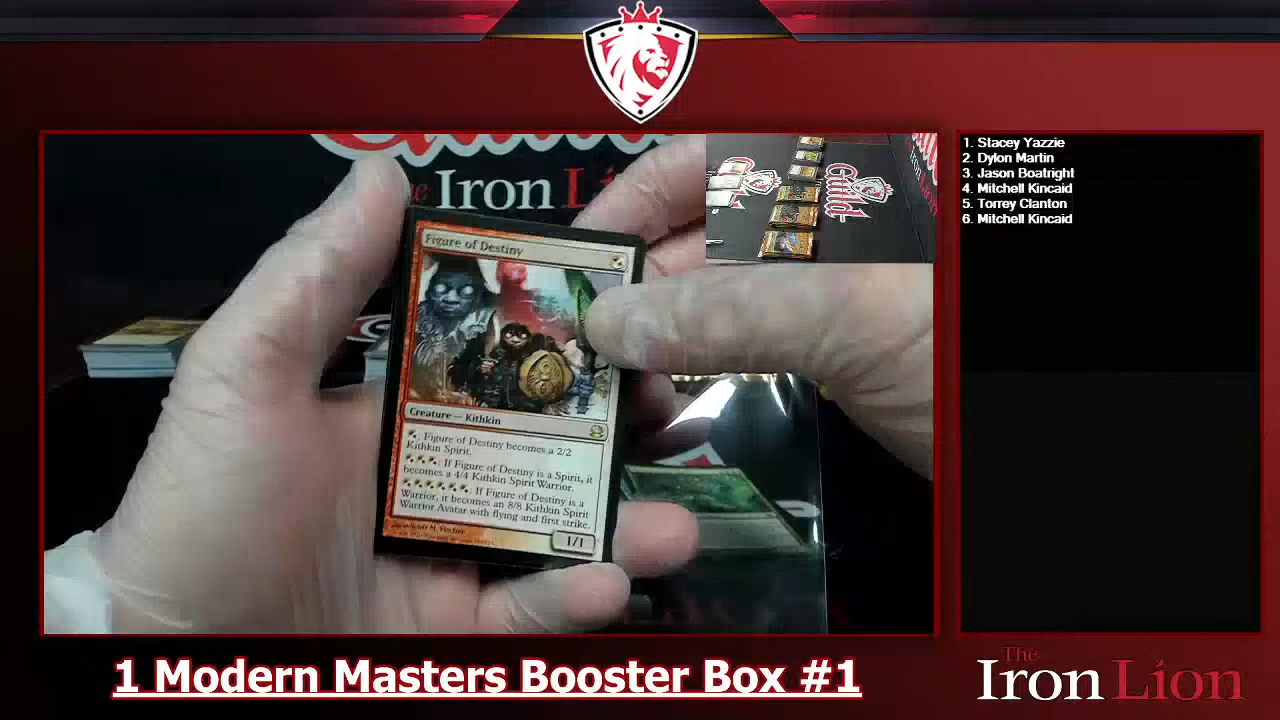 Iron Li
Guild
1. Stacey Yazzie
2. Dylon Martin
3. Jason Boatright
4. Mitchell Kincaid
5. Torrey Clanton
6. Mitchell Kincaid
Figure of Destiny
Creature — Kithkin
: Figure of Destiny becomes a 2/2
Kithkin Spirit.
: If Figure of Destiny is a Spirit, it
becomes a 4/4 Kithkin Spirit Warrior.
: If Figure of Destiny is a
Warrior, it becomes an 8/8 Kithkin Spirit
Warrior Avatar with flying and first strike.
1/1
1 Modern Masters Booster Box #1
The
Iron Lion